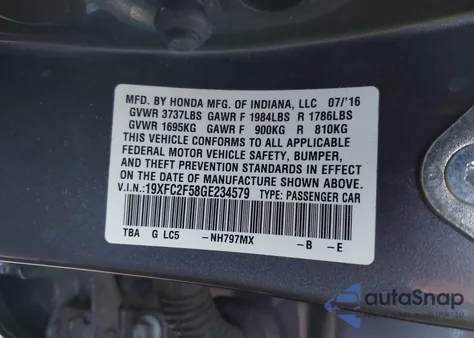 MFD. BY HONDA MFG. OF INDIANA, LLC 07/'16
GVWR 3737LBS GAWR F 1984LBS R 1786LBS
GVWR 1695KG GAWR F 900KG R 810KG
THIS VEHICLE CONFORMS TO ALL APPLICABLE
FEDERAL MOTOR VEHICLE SAFETY, BUMPER,
AND THEFT PREVENTION STANDARDS IN EFFECT
ON THE DATE OF MANUFACTURE SHOWN ABOVE.
V.I.N.:19XFC2F58GE234579 TYPE: PASSENGER CAR
TBA G LC5 -NH797MX -B -E
autoSnap